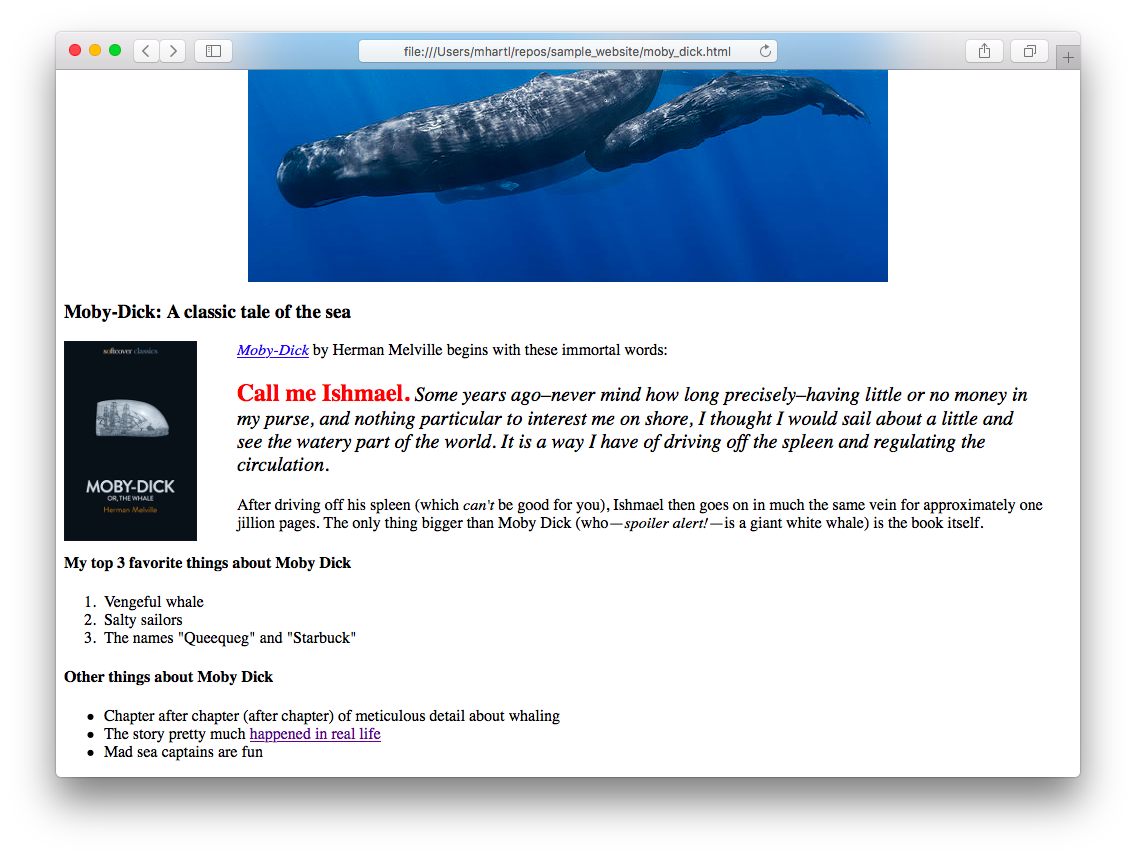 file:///Users/mhartl/repos/sample_website/moby_dick.html
Moby-Dick: A classic tale of the sea
softcover classics
MOBY-DICK
OR, THE WHALE
Herman Melville
Moby-Dick by Herman Melville begins with these immortal words:
Call me Ishmael. Some years ago–never mind how long precisely–having little or no money in
my purse, and nothing particular to interest me on shore, I thought I would sail about a little and
see the watery part of the world. It is a way I have of driving off the spleen and regulating the
circulation.
After driving off his spleen (which can't be good for you), Ishmael then goes on in much the same vein for approximately one
jillion pages. The only thing bigger than Moby Dick (who—spoiler alert!—is a giant white whale) is the book itself.
My top 3 favorite things about Moby Dick
1. Vengeful whale
2. Salty sailors
3. The names "Queequeg" and "Starbuck"
Other things about Moby Dick
• Chapter after chapter (after chapter) of meticulous detail about whaling
• The story pretty much happened in real life
• Mad sea captains are fun